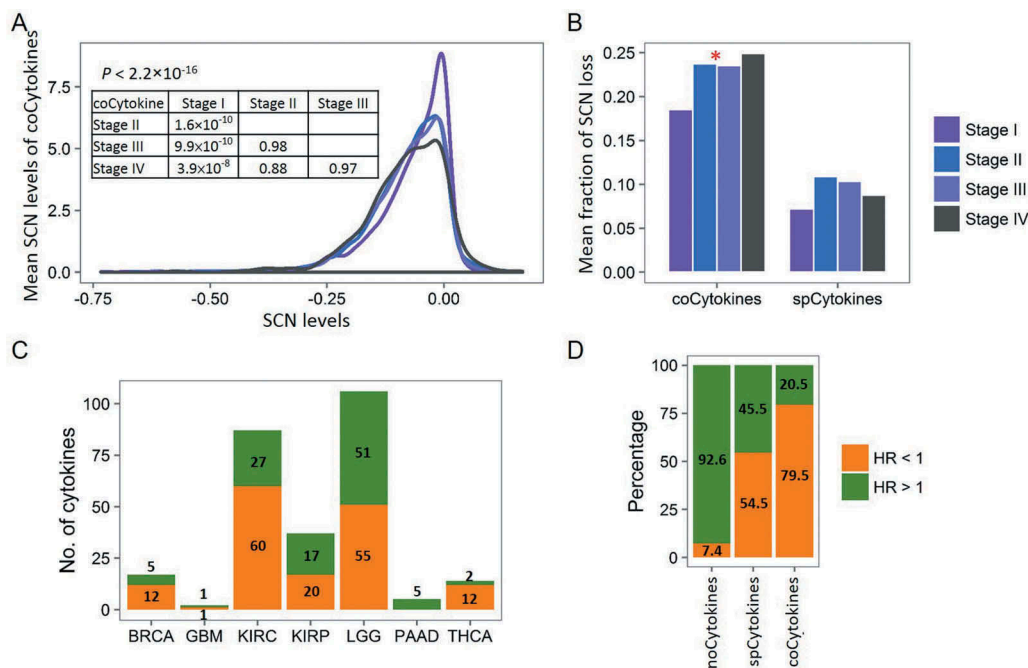 A
Mean SCN levels of coCytokines
7.5
5.0
2.5
0.0
P < 2.2×10-16
coCytokine Stage I Stage II Stage III
Stage II 1.6×10-10
Stage III 9.9×10-10 0.98
Stage IV 3.9×10-8 0.88 0.97
-0.75 -0.50 -0.25 0.00
SCN levels
B
Mean fraction of SCN loss
0.25
0.20
0.15
0.10
0.05
0.00
*
coCytokines spCytokines
Stage I
Stage II
Stage III
Stage IV
C
No. of cytokines
100
75
50
25
0
5
12
1
1
27
60
17
20
51
55
5
2
12
BRCA GBM KIRC KIRP LGG PAAD THCA
D
Percentage
100
75
50
25
0
92.6
7.4
45.5
54.5
20.5
79.5
noCytokines
spCytokines
coCytokines
HR < 1
HR > 1